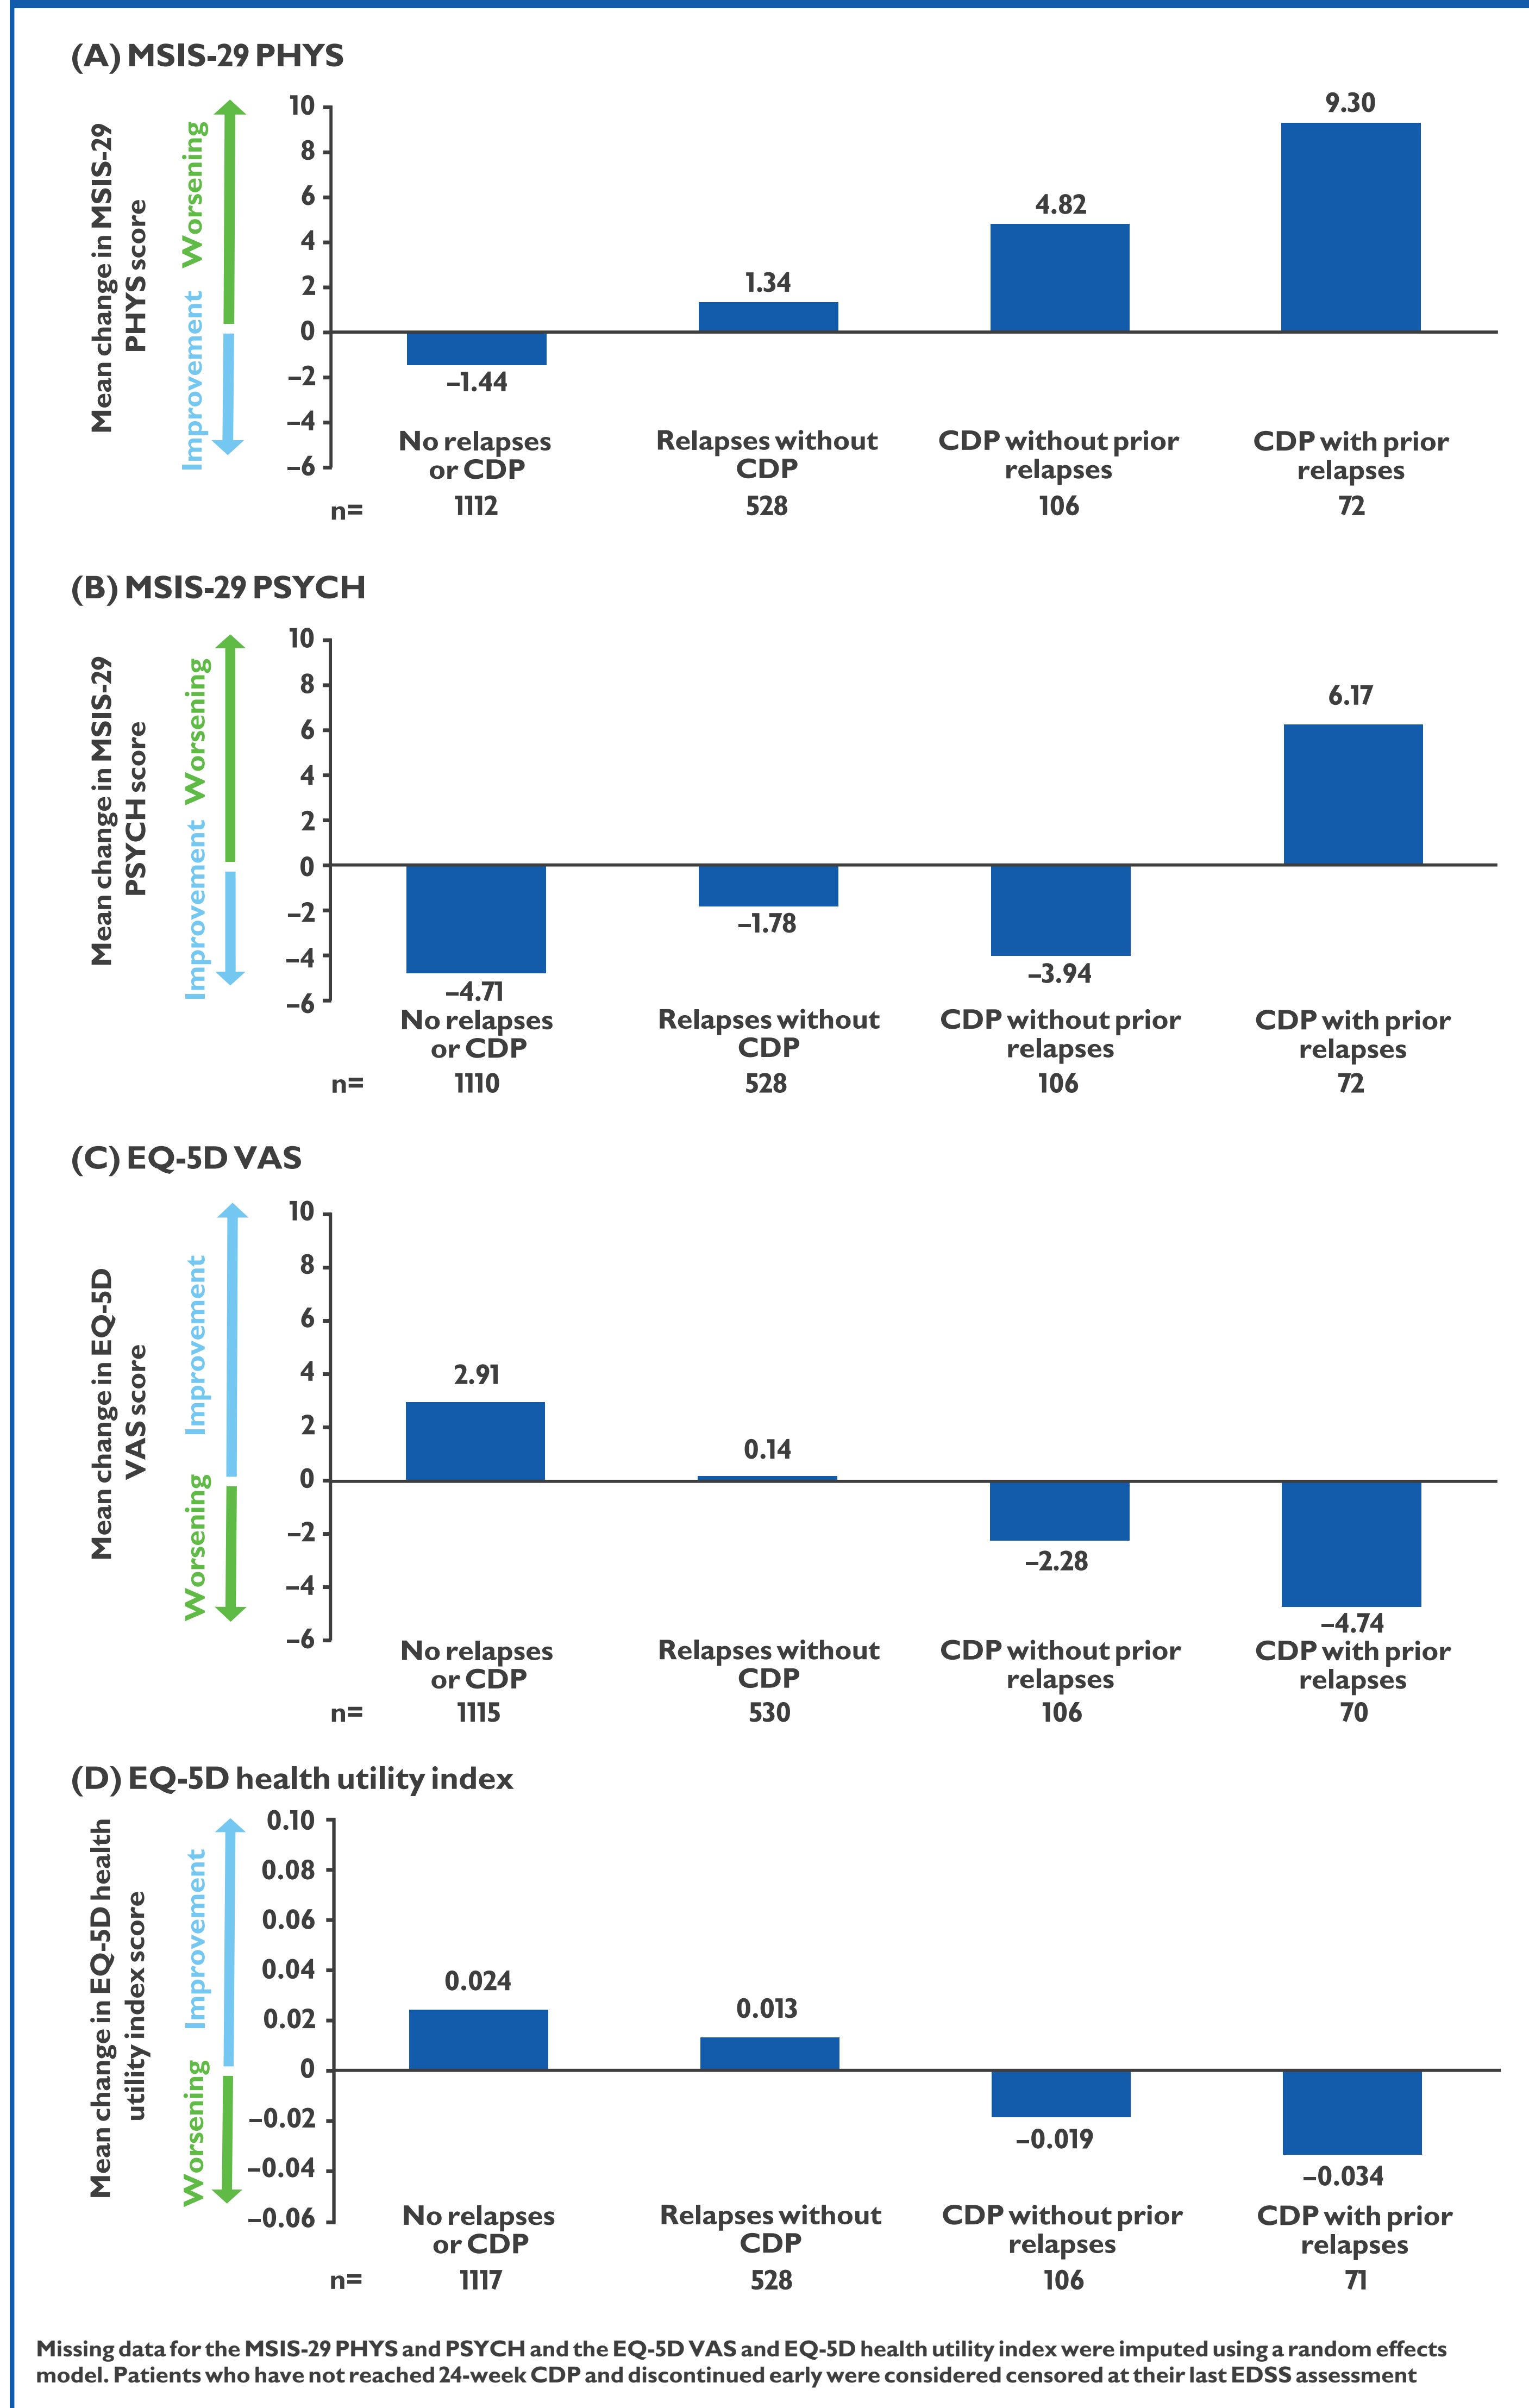 (A) MSIS-29 PHYS
Mean change in MSIS-29
PHYS score
Improvement Worsening
10
8
6
4
2
0
–2
–4
–6
–1.44
1.34
4.82
9.30
No relapses
or CDP
Relapses without
CDP
CDP without prior
relapses
CDP with prior
relapses
n= 1112 528 106 72
(B) MSIS-29 PSYCH
Mean change in MSIS-29
PSYCH score
Improvement Worsening
10
8
6
4
2
0
–2
–4
–6
–4.71
–1.78
–3.94
6.17
No relapses
or CDP
Relapses without
CDP
CDP without prior
relapses
CDP with prior
relapses
n= 1110 528 106 72
(C) EQ-5D VAS
Mean change in EQ-5D
VAS score
Worsening Improvement
10
8
6
4
2
0
–2
–4
–6
2.91
0.14
–2.28
–4.74
No relapses
or CDP
Relapses without
CDP
CDP without prior
relapses
CDP with prior
relapses
n= 1115 530 106 70
(D) EQ-5D health utility index
Mean change in EQ-5D health
utility index score
Worsening Improvement
0.10
0.08
0.06
0.04
0.02
0
–0.02
–0.04
–0.06
0.024
0.013
–0.019
–0.034
No relapses
or CDP
Relapses without
CDP
CDP without prior
relapses
CDP with prior
relapses
n= 1117 528 106 71
Missing data for the MSIS-29 PHYS and PSYCH and the EQ-5D VAS and EQ-5D health utility index were imputed using a random effects
model. Patients who have not reached 24-week CDP and discontinued early were considered censored at their last EDSS assessment